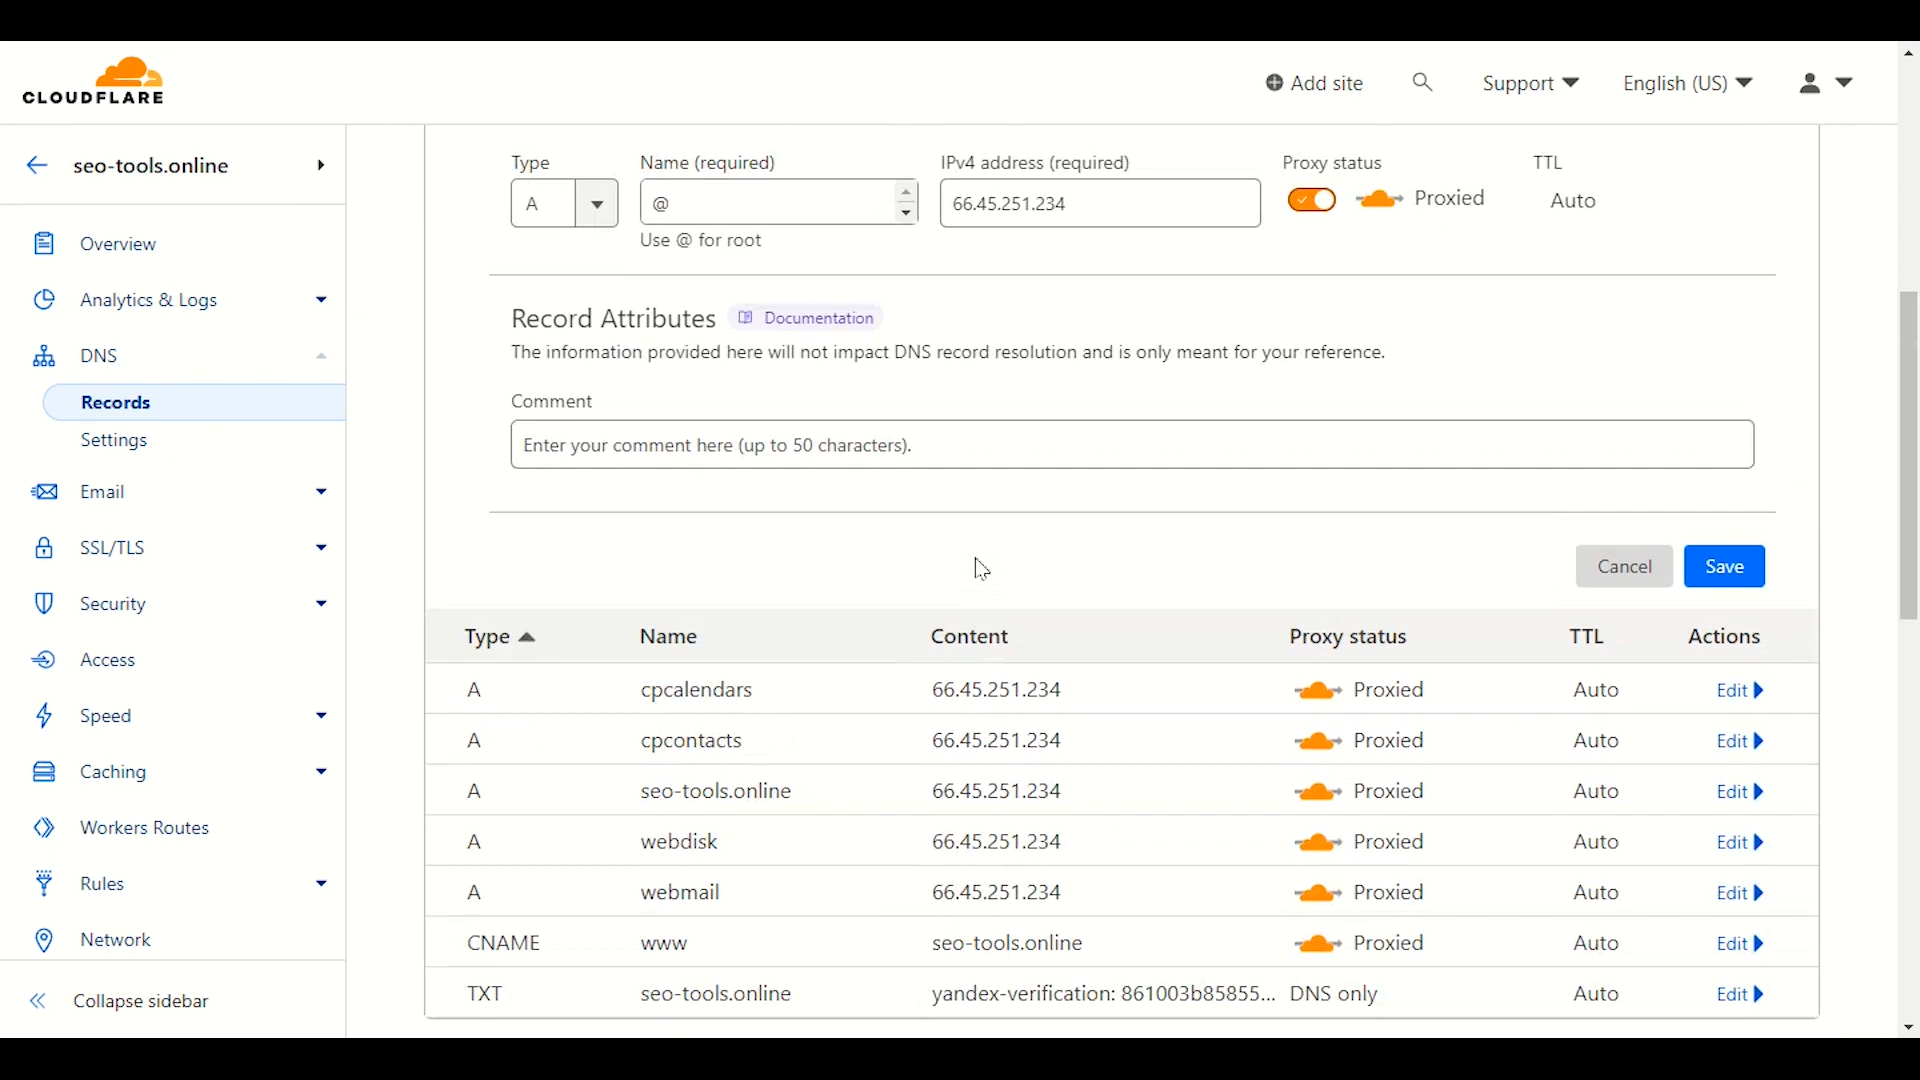 CLOUDFLARE
Add site
Support
English (US)
seo-tools.online
Overview
Analytics & Logs
DNS
Records
Settings
Email
SSL/TLS
Security
Access
Speed
Caching
Workers Routes
Rules
Network
Collapse sidebar
Type Name (required) IPv4 address (required) Proxy status TTL
A @ 66.45.251.234 Proxied Auto
Use @ for root
Record Attributes Documentation
The information provided here will not impact DNS record resolution and is only meant for your reference.
Comment
Enter your comment here (up to 50 characters).
Cancel Save
Type Name Content Proxy status TTL Actions
A cpcalendars 66.45.251.234 Proxied Auto Edit
A cpcontacts 66.45.251.234 Proxied Auto Edit
A seo-tools.online 66.45.251.234 Proxied Auto Edit
A webdisk 66.45.251.234 Proxied Auto Edit
A webmail 66.45.251.234 Proxied Auto Edit
CNAME www seo-tools.online Proxied Auto Edit
TXT seo-tools.online yandex-verification: 861003b85855... DNS only Auto Edit